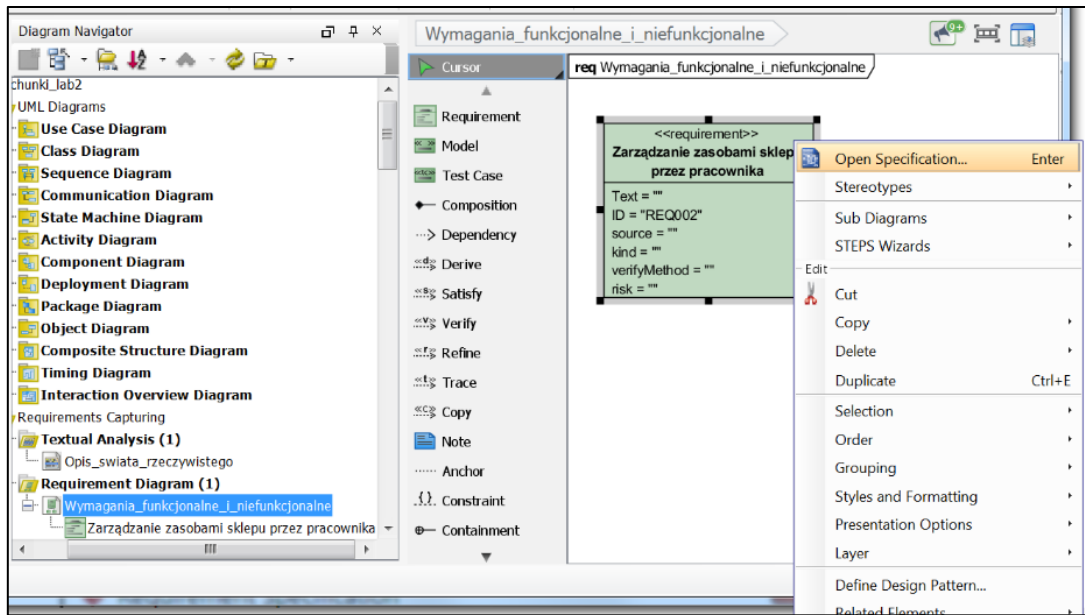 Diagram Navigator
chunki_lab2
UML Diagrams
Use Case Diagram
Class Diagram
Sequence Diagram
Communication Diagram
State Machine Diagram
Activity Diagram
Component Diagram
Deployment Diagram
Package Diagram
Object Diagram
Composite Structure Diagram
Timing Diagram
Interaction Overview Diagram
Requirements Capturing
Textual Analysis (1)
Opis_swiata_rzeczywistego
Requirement Diagram (1)
Wymagania_funkcjonalne_i_niefunkcjonalne
Zarządzanie zasobami sklepu przez pracownika
Wymagania_funkcjonalne_i_niefunkcjonalne
9+
Cursor
Requirement
Model
Test Case
Composition
Dependency
Derive
Satisfy
Verify
Refine
Trace
Copy
Note
Anchor
Constraint
Containment
req Wymagania_funkcjonalne_i_niefunkcjonalne
<<requirement>>
Zarządzanie zasobami sklep
przez pracownika
Text = ""
ID = "REQ002"
source = ""
kind = ""
verifyMethod = ""
risk = ""
Open Specification... Enter
Stereotypes
Sub Diagrams
STEPS Wizards
Edit
Cut
Copy
Delete
Duplicate Ctrl+E
Selection
Order
Grouping
Styles and Formatting
Presentation Options
Layer
Define Design Pattern...
Related Elements